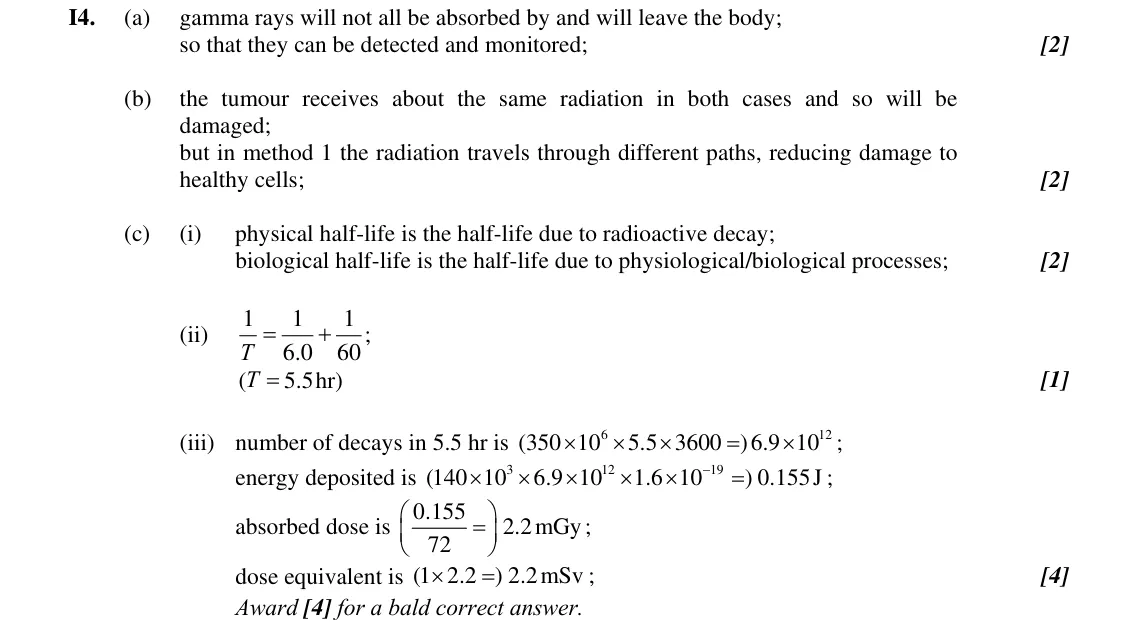 I4. (a) gamma rays will not all be absorbed by and will leave the body;
so that they can be detected and monitored; [2]
(b) the tumour receives about the same radiation in both cases and so will be
damaged;
but in method 1 the radiation travels through different paths, reducing damage to
healthy cells; [2]
(c) (i) physical half-life is the half-life due to radioactive decay;
biological half-life is the half-life due to physiological/biological processes; [2]
(ii) 1/T = 1/6.0 + 1/60;
(T = 5.5 hr) [1]
(iii) number of decays in 5.5 hr is (350×10⁶×5.5×3600 =) 6.9×10¹²;
energy deposited is (140×10³×6.9×10¹²×1.6×10⁻¹⁹ =) 0.155 J;
absorbed dose is (0.155/72 =) 2.2 mGy;
dose equivalent is (1×2.2 =) 2.2 mSv; [4]
Award [4] for a bald correct answer.